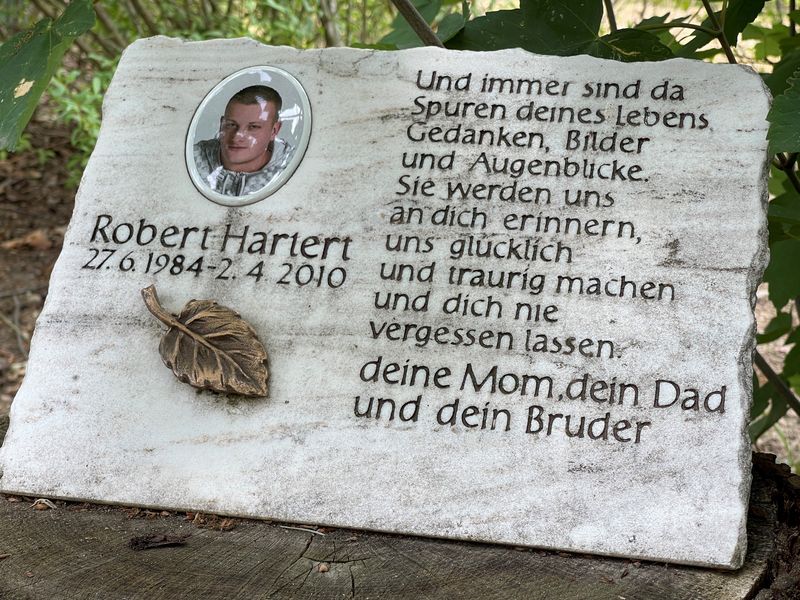 Robert Hartert
27. 6. 1984 - 2. 4. 2010
Und immer sind da
Spuren deines Lebens,
Gedanken, Bilder
und Augenblicke.
Sie werden uns
an dich erinnern,
uns glücklich
und traurig machen
und dich nie
vergessen lassen.
deine Mom, dein Dad
und dein Bruder